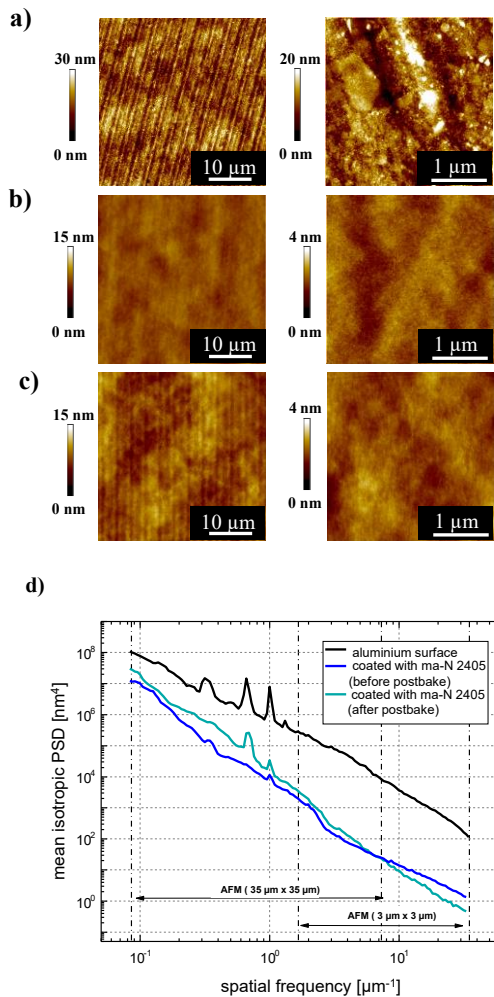 a)
30 nm
0 nm
10 µm
20 nm
0 nm
1 µm
b)
15 nm
0 nm
10 µm
4 nm
0 nm
1 µm
c)
15 nm
0 nm
10 µm
4 nm
0 nm
1 µm
d)
mean isotropic PSD [nm⁴]
10⁸
10⁶
10⁴
10²
10⁰
aluminium surface
coated with ma-N 2405
(before postbake)
coated with ma-N 2405
(after postbake)
AFM ( 35 µm x 35 µm)
AFM ( 3 µm x 3 µm)
10⁻¹
10⁰
10¹
spatial frequency [µm⁻¹]